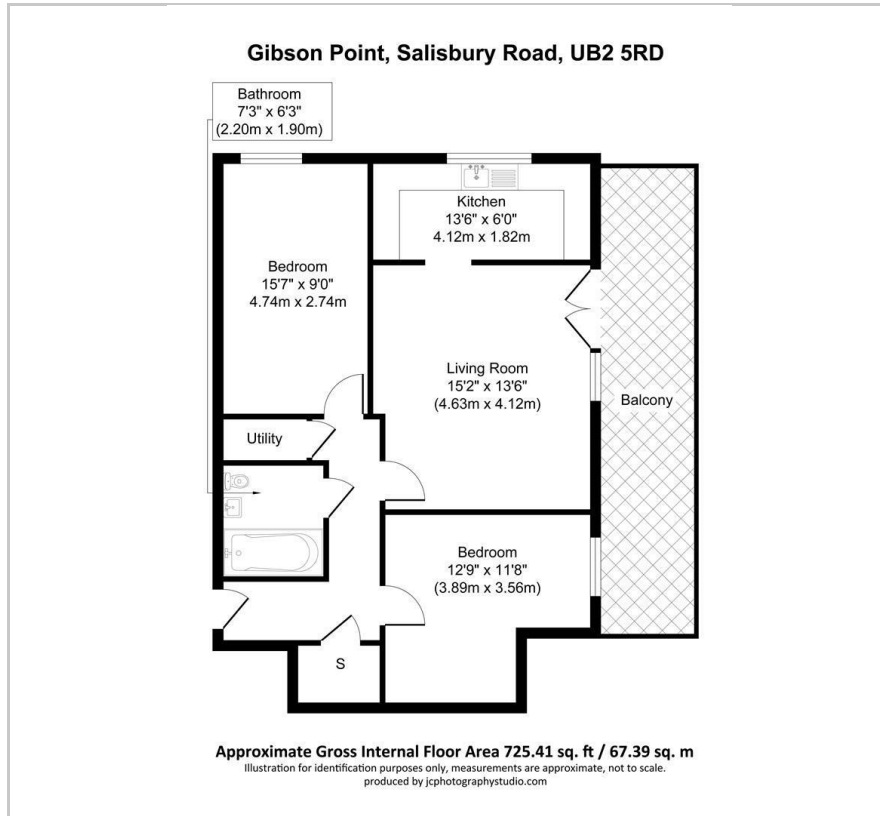 Gibson Point, Salisbury Road, UB2 5RD
Bathroom
7'3" x 6'3"
(2.20m x 1.90m)
Kitchen
13'6" x 6'0"
4.12m x 1.82m
Bedroom
15'7" x 9'0"
4.74m x 2.74m
Living Room
15'2" x 13'6"
(4.63m x 4.12m)
Balcony
Utility
Bedroom
12'9" x 11'8"
(3.89m x 3.56m)
S
Approximate Gross Internal Floor Area 725.41 sq. ft / 67.39 sq. m
Illustration for identification purposes only, measurements are approximate, not to scale.
produced by jcphotographystudio.com